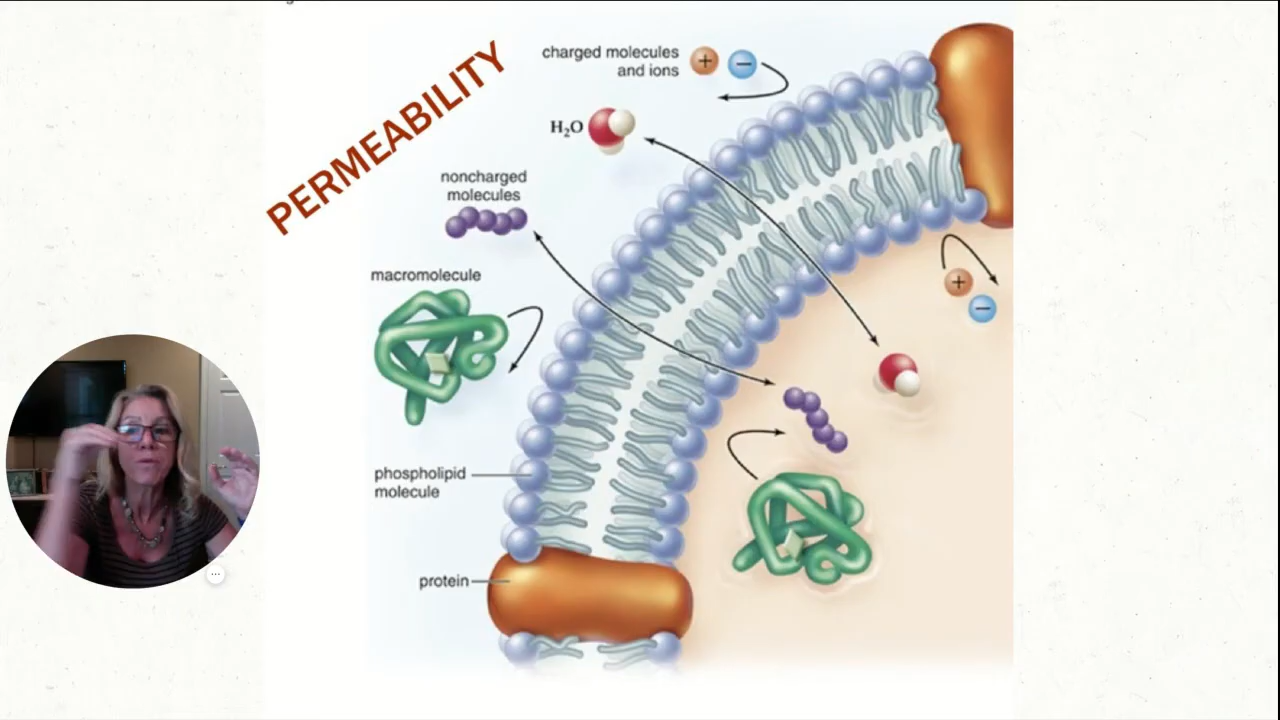 PERMEABILITY
charged molecules
and ions
+
−
H₂O
noncharged
molecules
macromolecule
+
−
phospholipid
molecule
protein
...